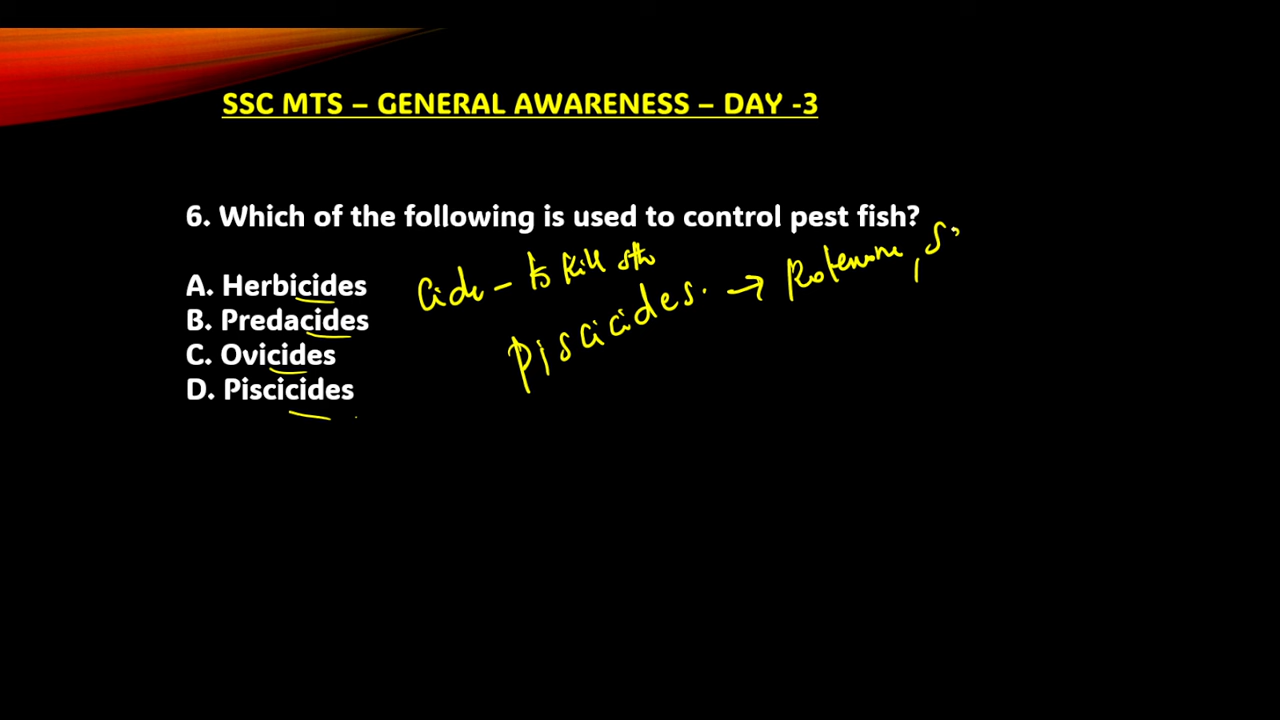 SSC MTS – GENERAL AWARENESS – DAY -3
6. Which of the following is used to control pest fish?
A. Herbicides
B. Predacides
C. Ovicides
D. Piscicides
Cide – to kill sth
Piscicides. → Rotenone, S